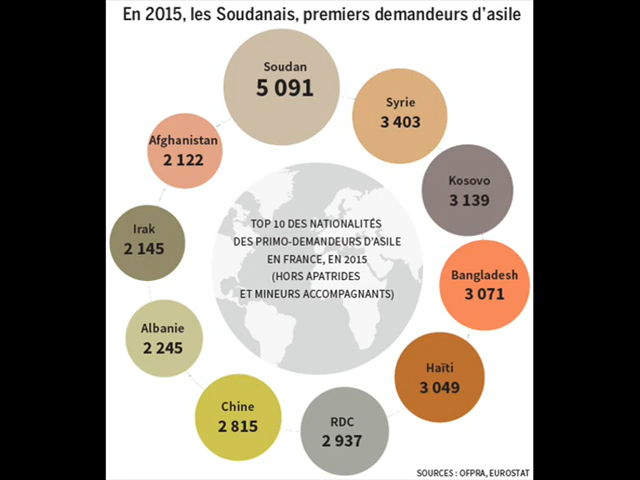 En 2015, les Soudanais, premiers demandeurs d'asile
Soudan
5 091
Syrie
3 403
Kosovo
3 139
Bangladesh
3 071
Haïti
3 049
RDC
2 937
Chine
2 815
Albanie
2 245
Irak
2 145
Afghanistan
2 122
TOP 10 DES NATIONALITÉS
DES PRIMO-DEMANDEURS D'ASILE
EN FRANCE, EN 2015
(HORS APATRIDES
ET MINEURS ACCOMPAGNANTS)
SOURCES : OFPRA, EUROSTAT